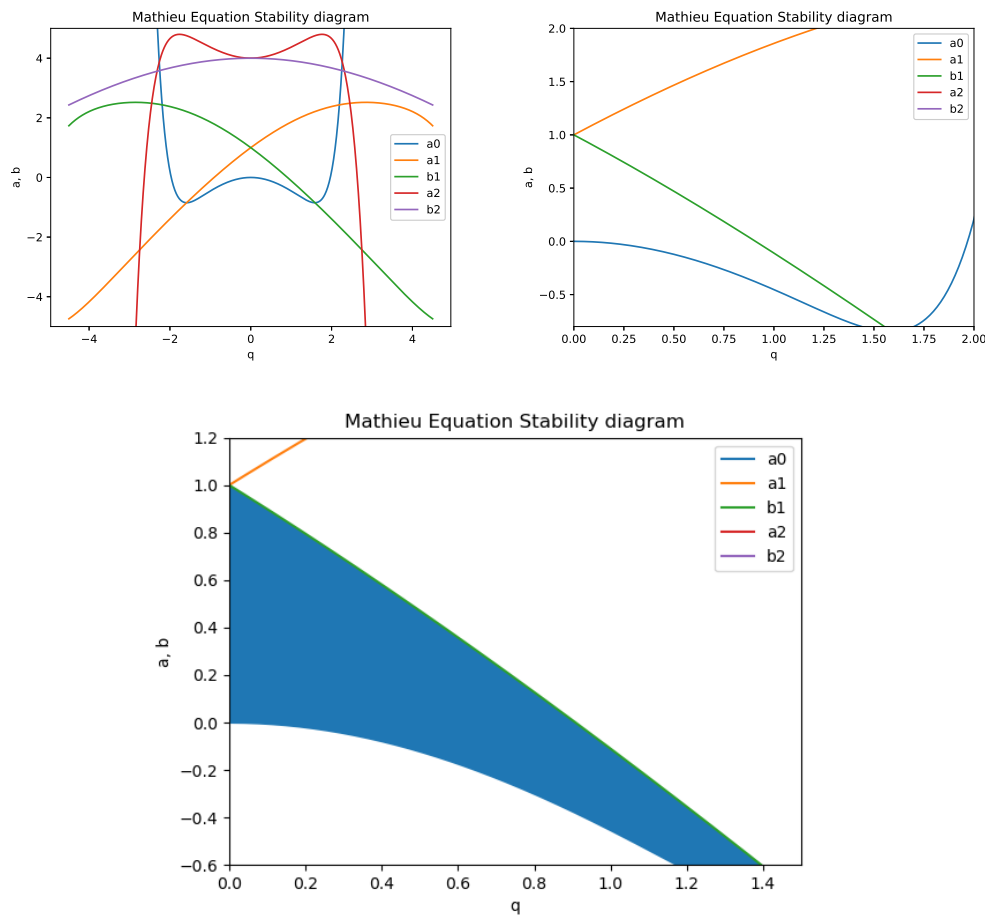 Mathieu Equation Stability diagram
4
2
0
−2
−4
a, b
−4
−2
0
2
4
q
a0
a1
b1
a2
b2
Mathieu Equation Stability diagram
2.0
1.5
1.0
0.5
0.0
−0.5
a, b
0.00
0.25
0.50
0.75
1.00
1.25
1.50
1.75
2.00
q
a0
a1
b1
a2
b2
Mathieu Equation Stability diagram
1.2
1.0
0.8
0.6
0.4
0.2
0.0
−0.2
−0.4
−0.6
a, b
0.0
0.2
0.4
0.6
0.8
1.0
1.2
1.4
q
a0
a1
b1
a2
b2